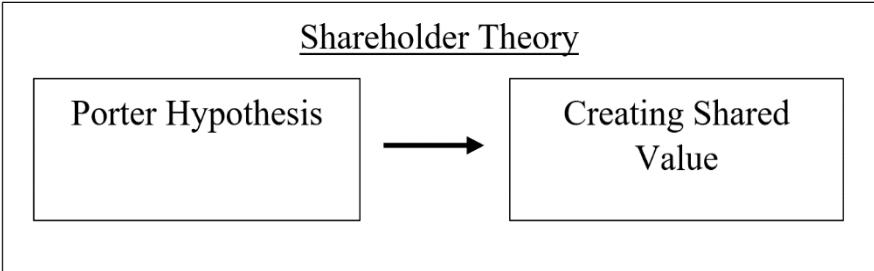 Shareholder Theory
Porter Hypothesis
Creating Shared
Value